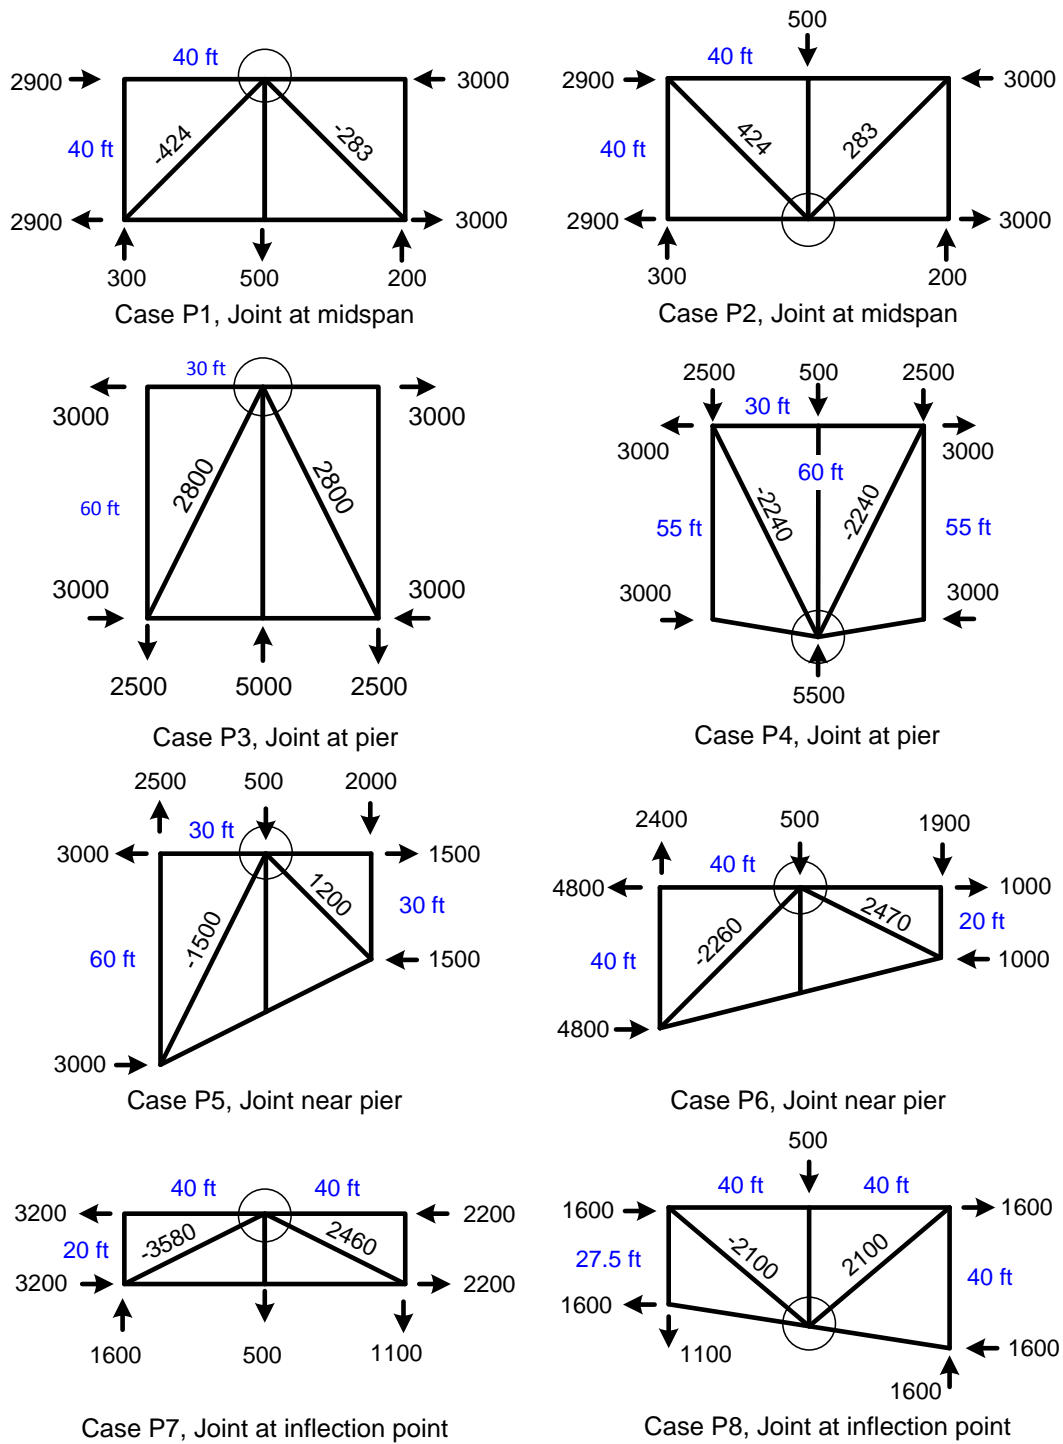 500
40 ft
40 ft
2900
3000
2900
3000
-424
-283
424
283
40 ft
40 ft
2900
3000
2900
3000
300
500
200
300
200
Case P1, Joint at midspan
Case P2, Joint at midspan
30 ft
2500
500
2500
30 ft
3000
3000
3000
3000
2800
2800
60 ft
-2240
-2240
60 ft
55 ft
55 ft
3000
3000
3000
3000
2500
5000
2500
5500
Case P3, Joint at pier
Case P4, Joint at pier
2500
500
2000
2400
500
1900
30 ft
40 ft
3000
1500
4800
1000
-1500
1200
30 ft
-2260
2470
20 ft
60 ft
40 ft
1500
1000
3000
4800
Case P5, Joint near pier
Case P6, Joint near pier
500
40 ft
40 ft
40 ft
40 ft
3200
2200
1600
1600
-3580
2460
20 ft
-2100
2100
27.5 ft
40 ft
3200
2200
1600
1600
1600
500
1100
1100
1600
Case P7, Joint at inflection point
Case P8, Joint at inflection point